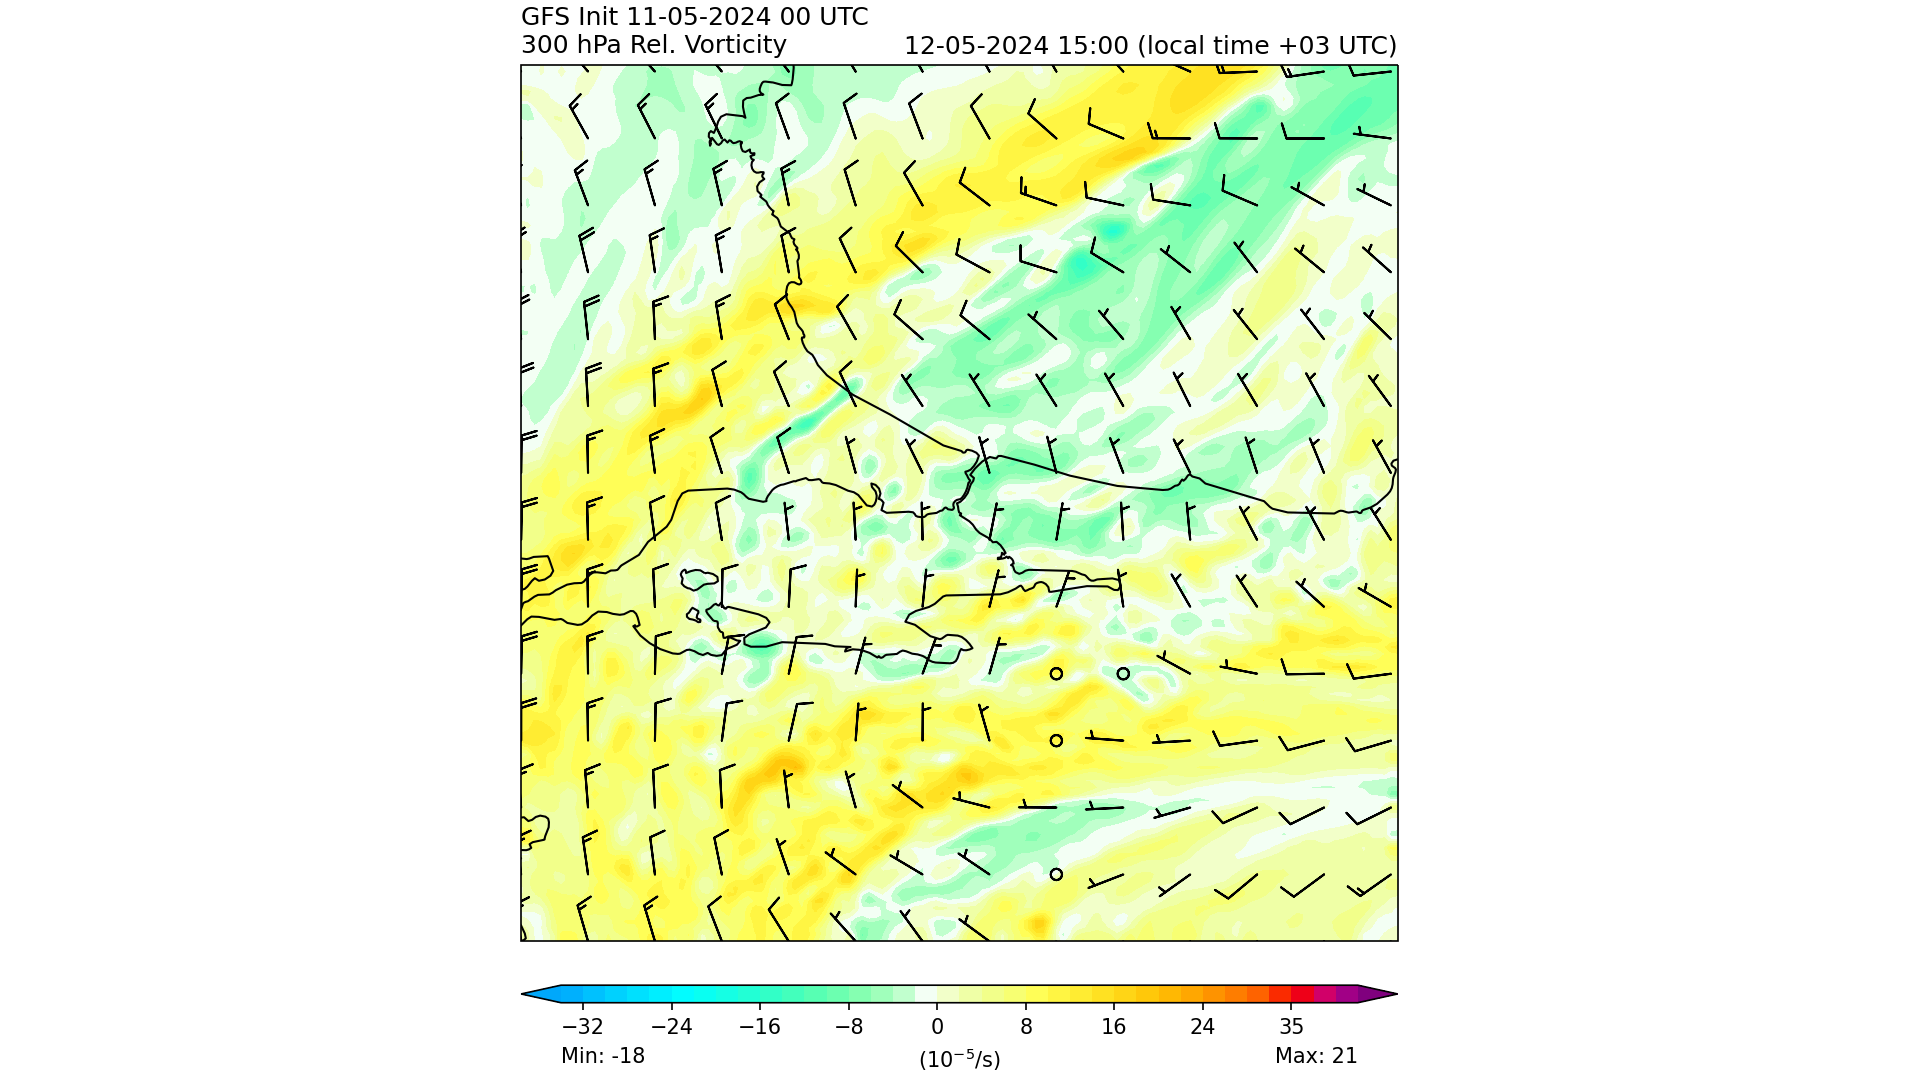 GFS Init 11-05-2024 00 UTC
300 hPa Rel. Vorticity
12-05-2024 15:00 (local time +03 UTC)
−32 −24 −16 −8 0 8 16 24 35
Min: -18 (10⁻⁵/s) Max: 21